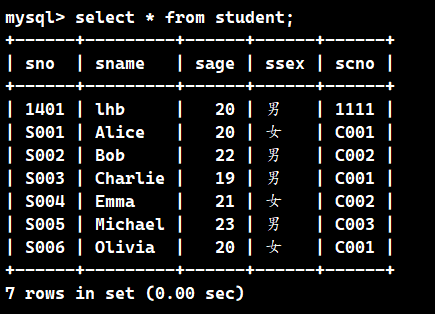 mysql> select * from student;
+------+---------+------+------+------+
| sno  | sname   | sage | ssex | scno |
+------+---------+------+------+------+
| 1401 | lhb     |   20 | 男   | 1111 |
| S001 | Alice   |   20 | 女   | C001 |
| S002 | Bob     |   22 | 男   | C002 |
| S003 | Charlie |   19 | 男   | C001 |
| S004 | Emma    |   21 | 女   | C002 |
| S005 | Michael |   23 | 男   | C003 |
| S006 | Olivia  |   20 | 女   | C001 |
+------+---------+------+------+------+
7 rows in set (0.00 sec)